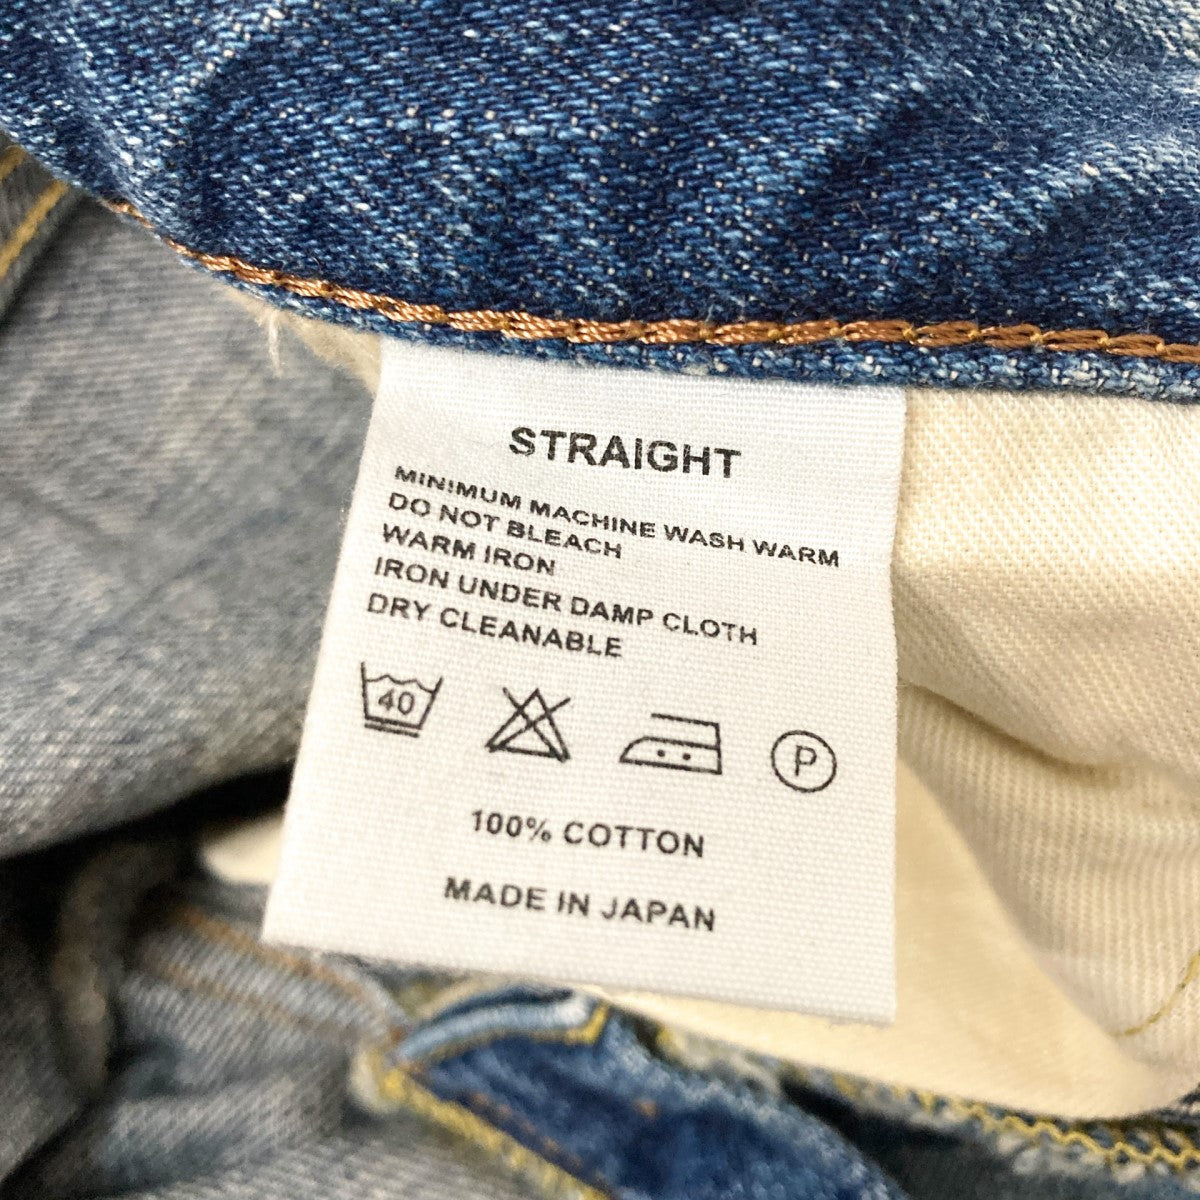 STRAIGHT
MINIMUM MACHINE WASH WARM
DO NOT BLEACH
WARM IRON
IRON UNDER DAMP CLOTH
DRY CLEANABLE
40 P
100% COTTON
MADE IN JAPAN